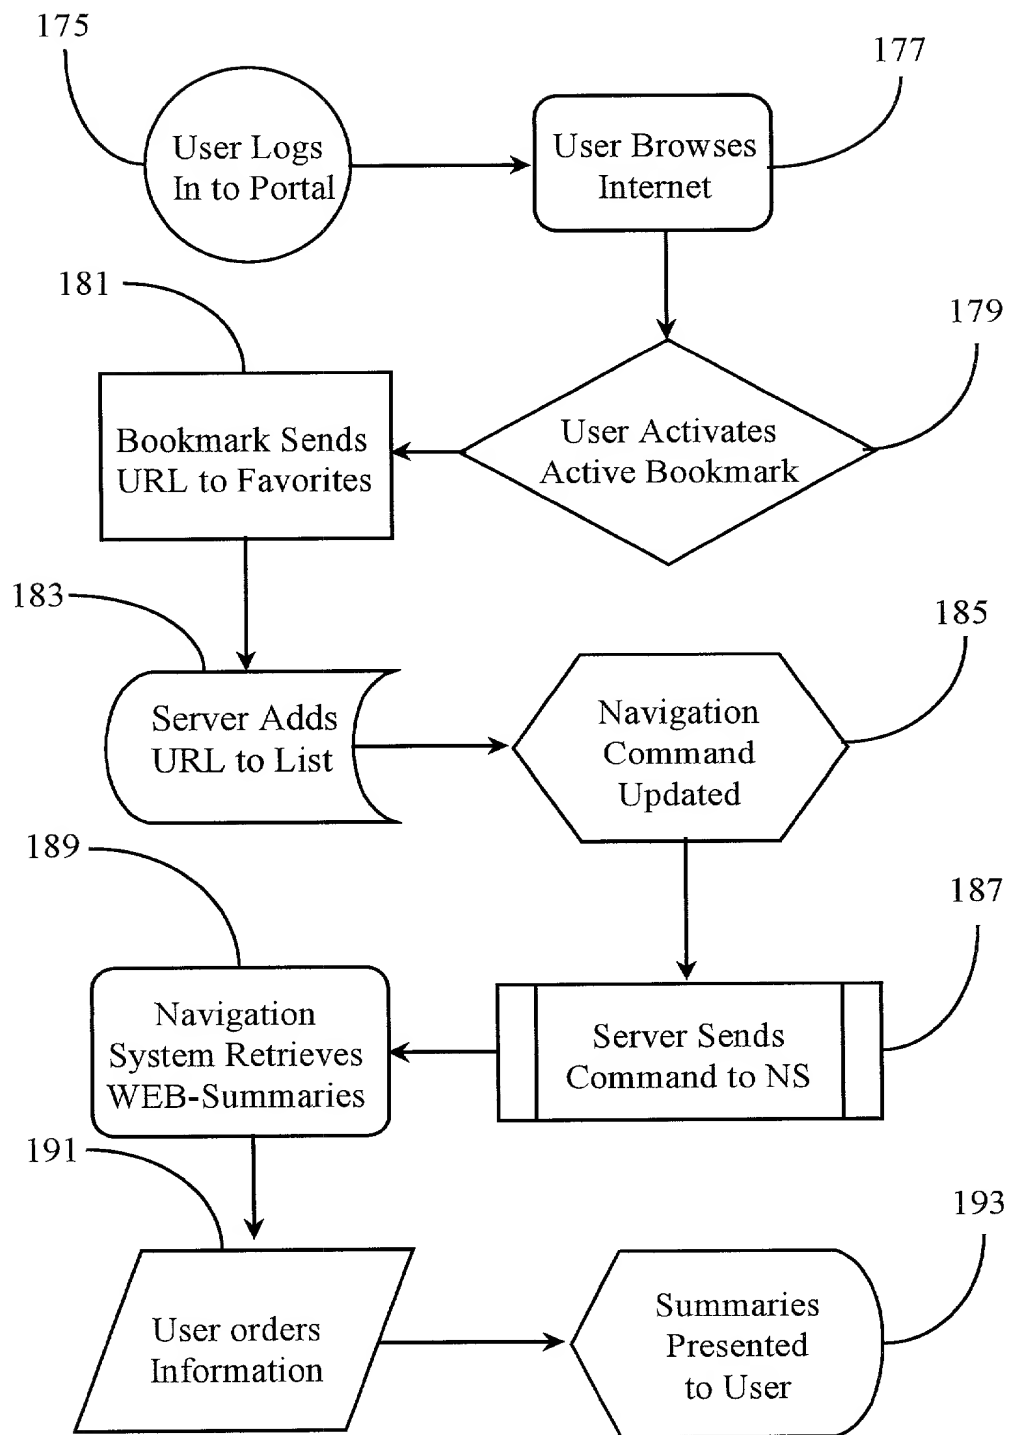 175
177
User Logs
In to Portal
User Browses
Internet
181
179
Bookmark Sends
URL to Favorites
User Activates
Active Bookmark
183
185
Server Adds
URL to List
Navigation
Command
Updated
189
187
Navigation
System Retrieves
WEB-Summaries
Server Sends
Command to NS
191
193
User orders
Information
Summaries
Presented
to User